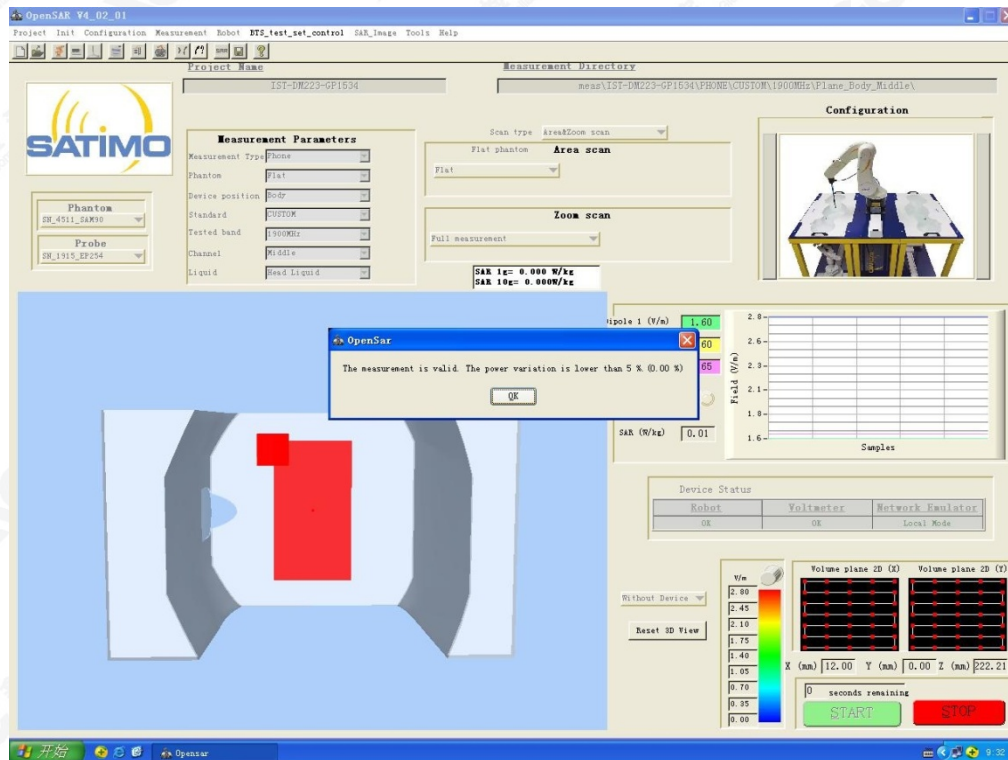 OpenSAR V4_02_01
Project Init Configuration Measurement Robot BTS_test_set_control SAR_Image Tools Help
Project Name
Measurement Directory
IST-DM223-GP1534
meas\IST-DM223-GP1534\PHONE\CUSTOM\1900MHz\Plane_Body_Middle\
SATIMO
Configuration
Measurement Parameters
Measurement Type Phone
Phantom Flat
Device position Body
Standard CUSTOM
Tested band 1900MHz
Channel Middle
Liquid Head Liquid
Scan type Area&Zoom scan
Flat phantom Area scan
Flat
Zoom scan
Full measurement
Phantom
SN_4511_SAM90
Probe
SN_1915_EP254
SAR 1g= 0.000 W/kg
SAR 10g= 0.000W/kg
OpenSar
The measurement is valid. The power variation is lower than 5 % (0.00 %)
OK
ipole 1 (V/m) 1.60
60
65
SAR (W/kg) 0.01
Field (V/m)
2.8
2.6
2.3
2.1
1.8
1.6
Samples
Device Status
Robot Voltmeter Network Emulator
OK OK Local Mode
Without Device
Reset 3D View
V/m
2.80
2.45
2.10
1.75
1.40
1.05
0.70
0.35
0.00
Volume plane 2D (X) Volume plane 2D (Y)
X (mm) 12.00 Y (mm) 0.00 Z (mm) 222.21
0 seconds remaining
START STOP
开始 Opensar 9:32